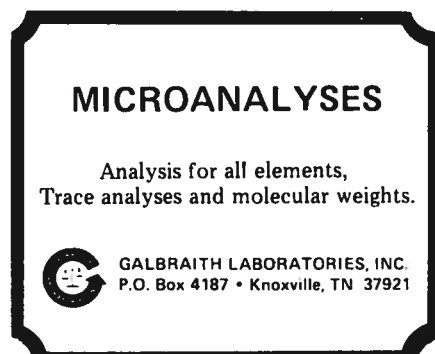 MICROANALYSES
Analysis for all elements,
Trace analyses and molecular weights.
GALBRAITH LABORATORIES, INC.
P.O. Box 4187 • Knoxville, TN 37921